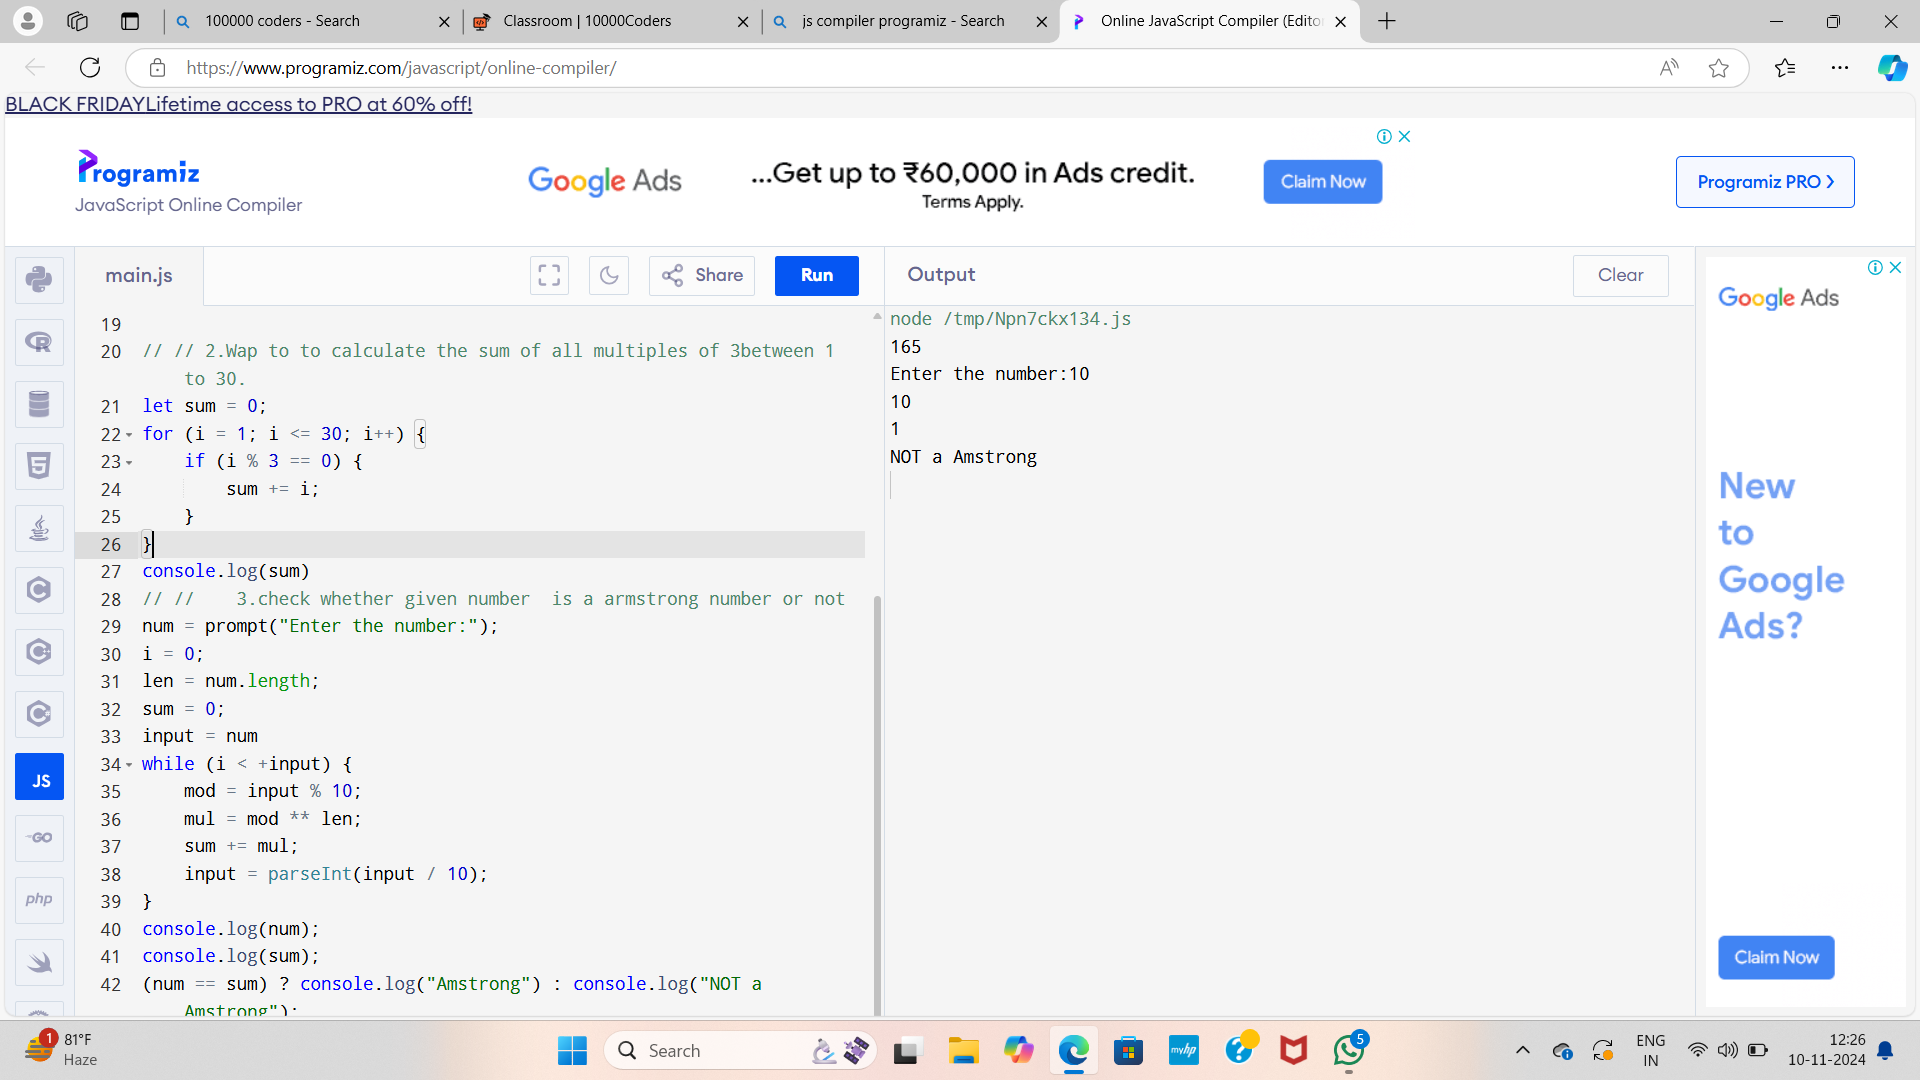 100000 coders - Search
Classroom | 10000Coders
js compiler programiz - Search
Online JavaScript Compiler (Edito
https://www.programiz.com/javascript/online-compiler/
BLACK FRIDAYLifetime access to PRO at 60% off!
Programiz
JavaScript Online Compiler
Google Ads
...Get up to ₹60,000 in Ads credit.
Terms Apply.
Claim Now
Programiz PRO
main.js
Share
Run
Output
Clear
19
20 // // 2.Wap to to calculate the sum of all multiples of 3between 1
to 30.
21 let sum = 0;
22 for (i = 1; i <= 30; i++) {
23 if (i % 3 == 0) {
24 sum += i;
25 }
26 }
27 console.log(sum)
28 // // 3.check whether given number is a armstrong number or not
29 num = prompt("Enter the number:");
30 i = 0;
31 len = num.length;
32 sum = 0;
33 input = num
34 while (i < +input) {
35 mod = input % 10;
36 mul = mod ** len;
37 sum += mul;
38 input = parseInt(input / 10);
39 }
40 console.log(num);
41 console.log(sum);
42 (num == sum) ? console.log("Amstrong") : console.log("NOT a
Amstrong");
node /tmp/Npn7ckx134.js
165
Enter the number:10
10
1
NOT a Amstrong
R
5
C
C
C
JS
GO
php
Google Ads
New
to
Google
Ads?
Claim Now
1
81°F
Haze
Search
myhp
5
ENG
IN
12:26
10-11-2024